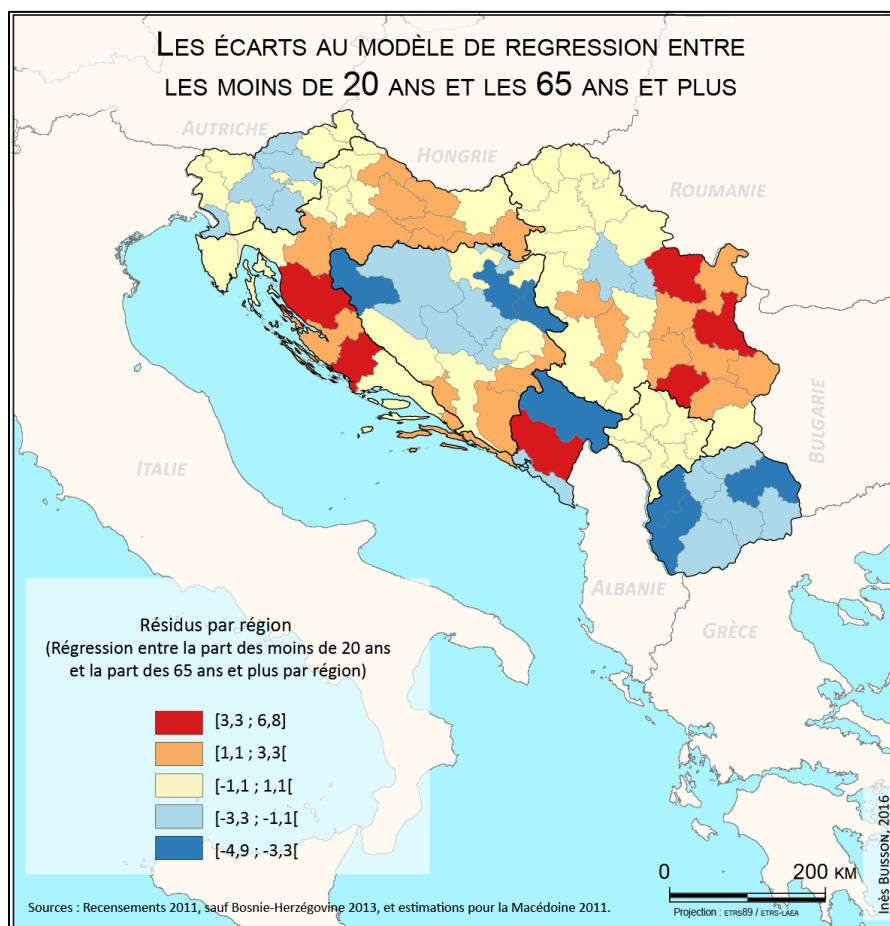 Les écarts au modèle de regression entre
les moins de 20 ans et les 65 ans et plus
Autriche
Hongrie
Roumanie
Bulgarie
Italie
Albanie
Grèce
Résidus par région
(Régression entre la part des moins de 20 ans
et la part des 65 ans et plus par région)
[3,3 ; 6,8]
[1,1 ; 3,3[
[-1,1 ; 1,1[
[-3,3 ; -1,1[
[-4,9 ; -3,3[
0 200 km
Projection : ETRS89 / ETRS-LAEA
Sources : Recensements 2011, sauf Bosnie-Herzégovine 2013, et estimations pour la Macédoine 2011.
Inès Buisson, 2016